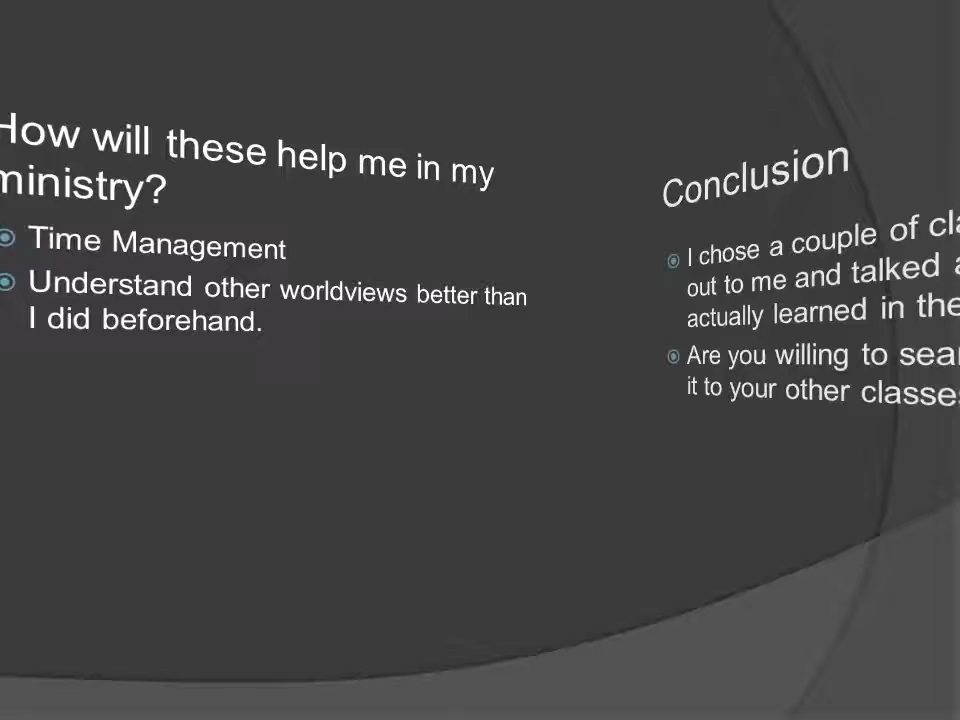 How will these help me in my
ministry?
Time Management
Understand other worldviews better than
I did beforehand.
Conclusion
I chose a couple of
out to me and talked
actually learned in
Are you willing to
it to your other